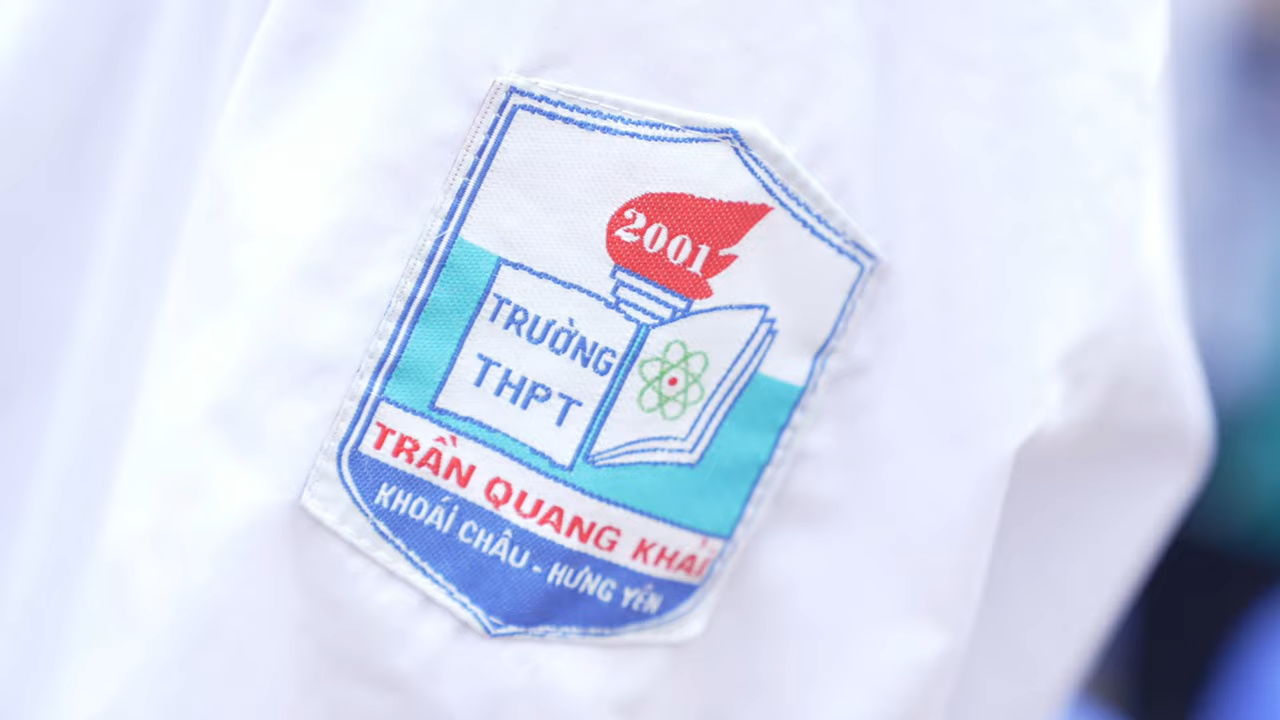 2001
TRƯỜNG
THPT
TRẦN QUANG KHẢI
KHOÁI CHÂU - HƯNG YÊN